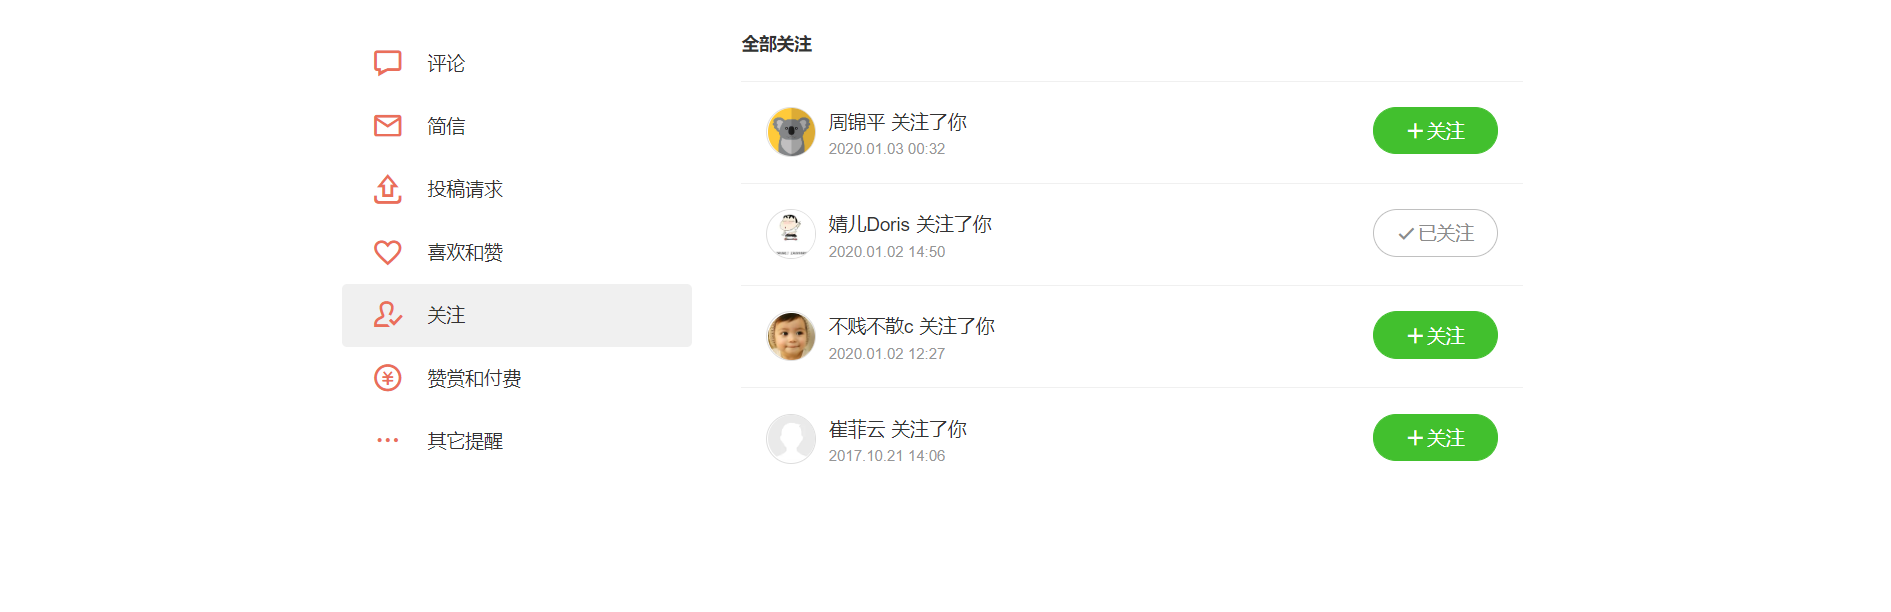 评论
简信
投稿请求
喜欢和赞
关注
赞赏和付费
其它提醒
全部关注
周锦平 关注了你
2020.01.03 00:32
+关注
婧儿Doris 关注了你
2020.01.02 14:50
已关注
不贱不散c 关注了你
2020.01.02 12:27
+关注
崔菲云 关注了你
2017.10.21 14:06
+关注